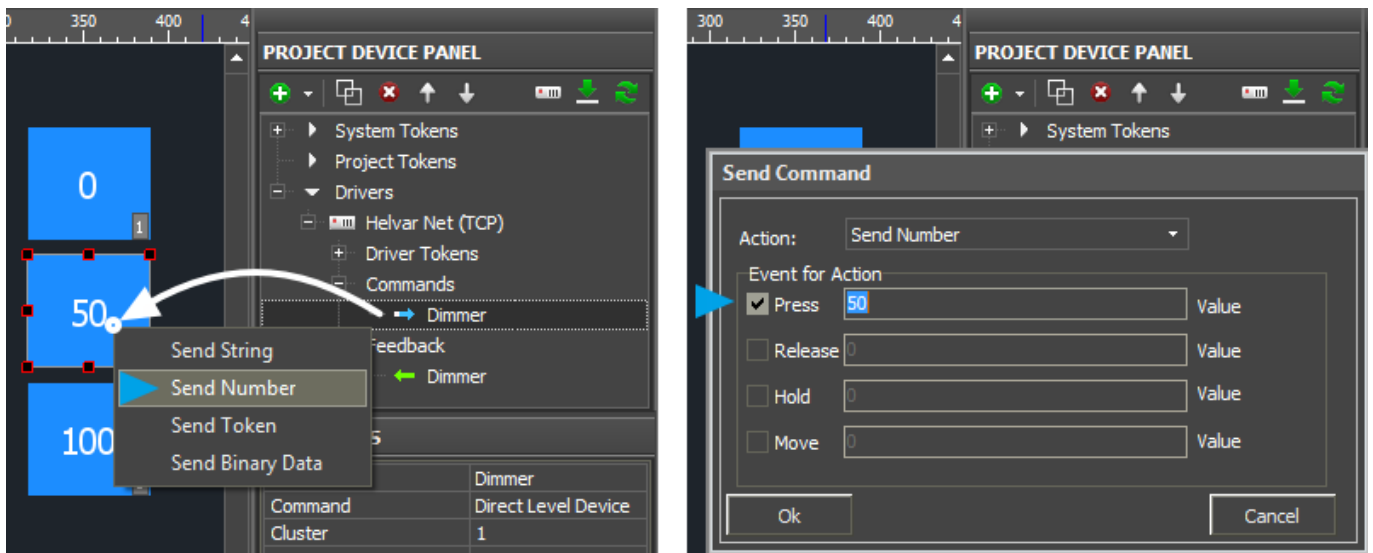 350 400 4
PROJECT DEVICE PANEL
System Tokens
Project Tokens
Drivers
Helvar Net (TCP)
Driver Tokens
Commands
Dimmer
Feedback
Dimmer
0
1
50
100
Send String
Send Number
Send Token
Send Binary Data
S
Dimmer
Command Direct Level Device
Cluster 1
300 350 400 4
PROJECT DEVICE PANEL
System Tokens
Send Command
Action: Send Number
Event for Action
Press 50 Value
Release 0 Value
Hold 0 Value
Move 0 Value
Ok Cancel